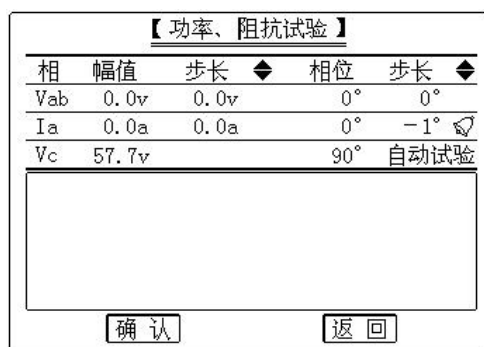 【功率、阻抗试验】
相 幅值 步长 ◆ 相位 步长 ◆
Vab 0.0v 0.0v 0° 0°
Ia 0.0a 0.0a 0° -1°
Vc 57.7v 90° 自动试验
确 认 返 回